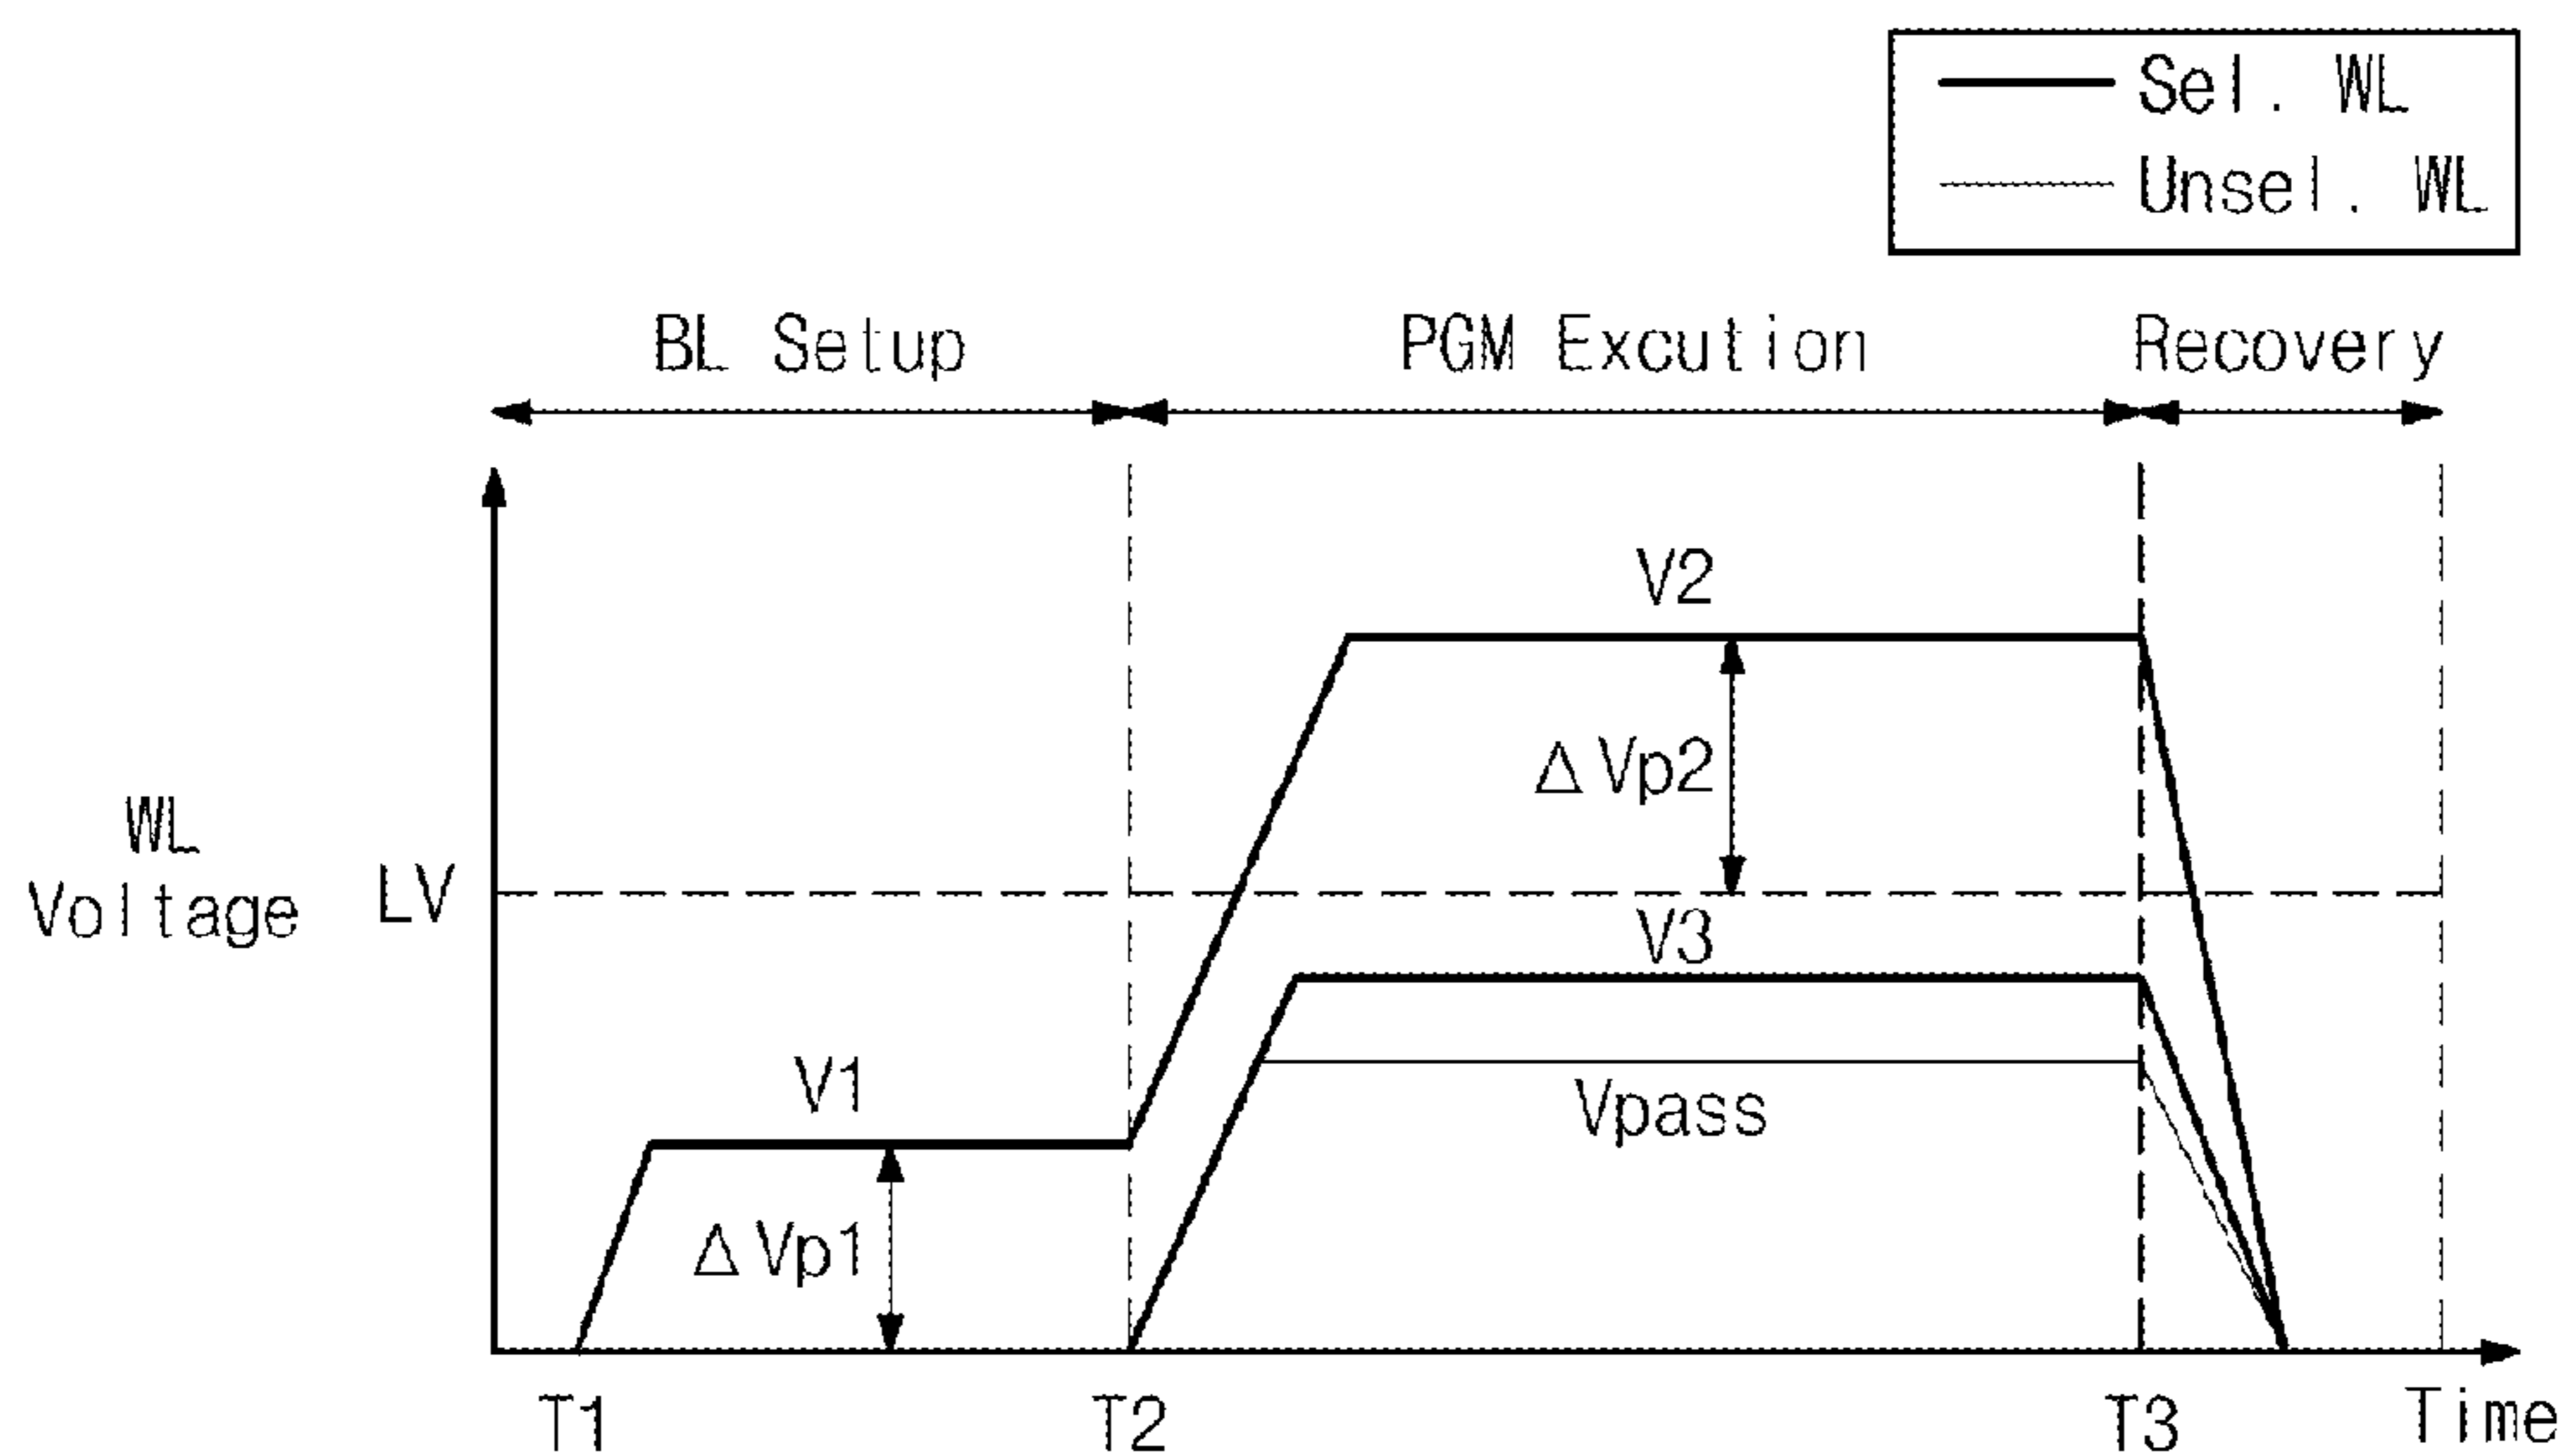 Sel. WL
Unsel. WL
BL Setup
PGM Excution
Recovery
V2
ΔVp2
WL
Voltage
LV
V3
V1
Vpass
ΔVp1
T1
T2
T3
Time